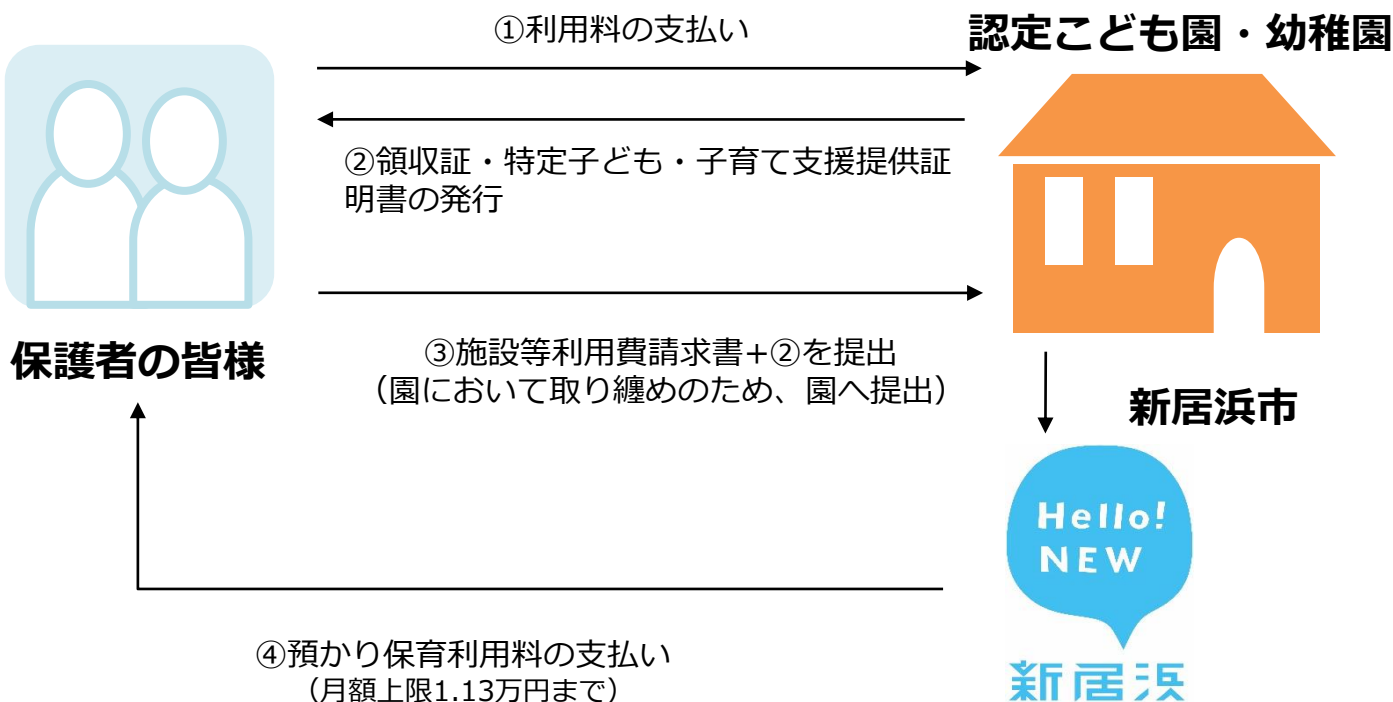 ①利用料の支払い
認定こども園・幼稚園
②領収証・特定子ども・子育て支援提供証
明書の発行
保護者の皆様
③施設等利用費請求書+②を提出
（園において取り纏めのため、園へ提出）
新居浜市
Hello!
NEW
新居浜
④預かり保育利用料の支払い
（月額上限1.13万円まで）